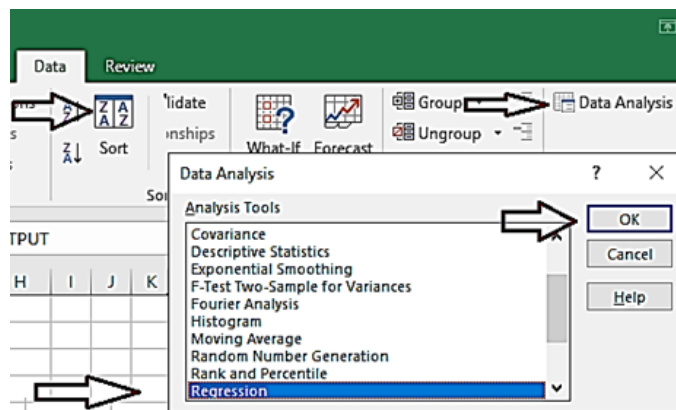 Data Review
Z A
A Z
Sort
Z
A
'lidate
nships
What-If Forecast
Group
Ungroup
Data Analysis
Data Analysis ? ×
Analysis Tools
Covariance
Descriptive Statistics
Exponential Smoothing
F-Test Two-Sample for Variances
Fourier Analysis
Histogram
Moving Average
Random Number Generation
Rank and Percentile
Regression
OK
Cancel
Help
TPUT
H I J K